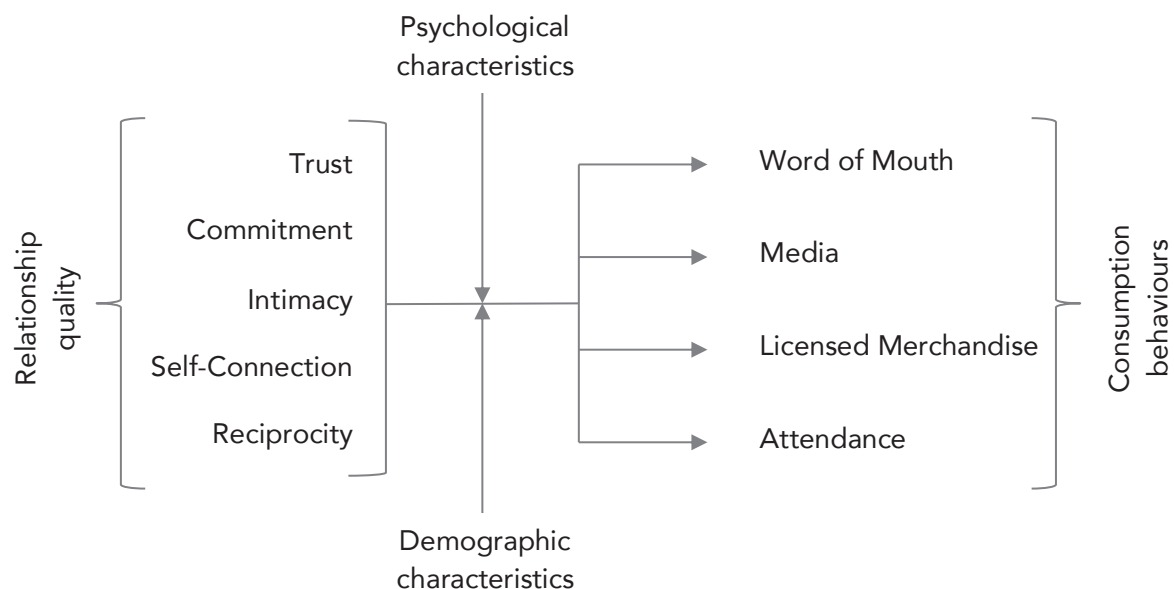 Psychological
characteristics
Relationship
quality
Trust
Commitment
Intimacy
Self-Connection
Reciprocity
Word of Mouth
Media
Licensed Merchandise
Attendance
Consumption
behaviours
Demographic
characteristics